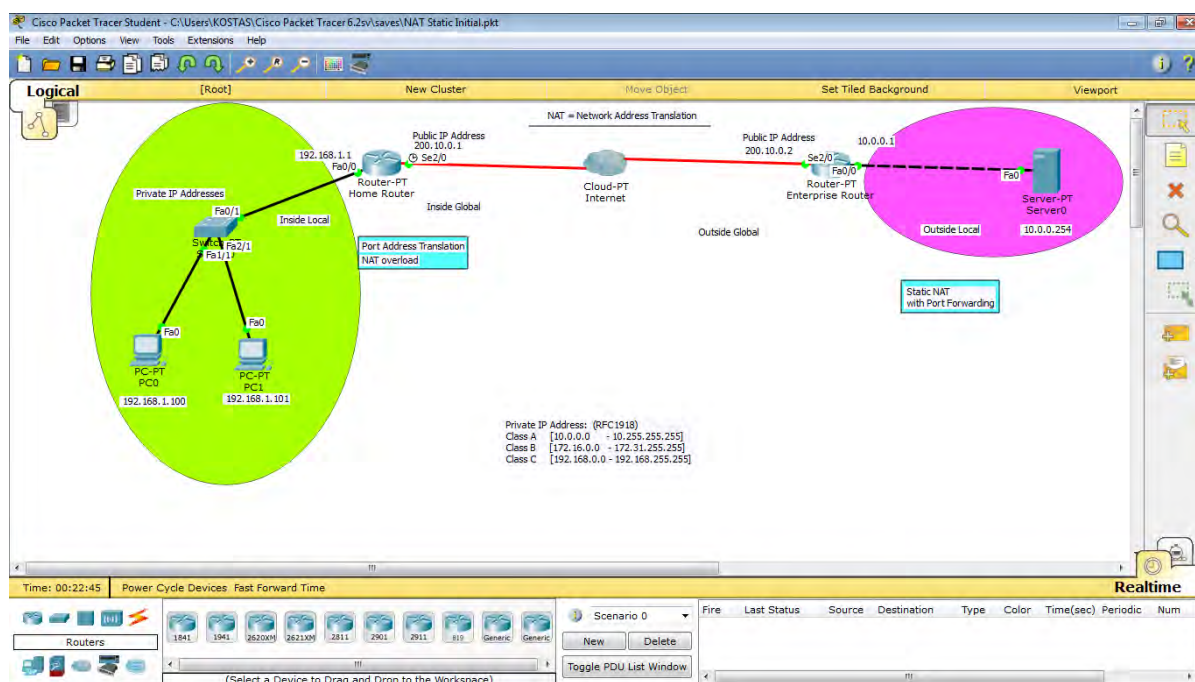 Cisco Packet Tracer Student - C:\Users\KOSTAS\Cisco Packet Tracer 6.2sv\saves\NAT Static Initial.pkt
File Edit Options View Tools Extensions Help
Logical
[Root]
New Cluster
Move Object
Set Tiled Background
Viewport
NAT = Network Address Translation
Public IP Address
200.10.0.1
Se2/0
192.168.1.1
Fa0/0
Router-PT
Home Router
Cloud-PT
Internet
Public IP Address
200.10.0.2
Se2/0
10.0.0.1
Fa0/0
Router-PT
Enterprise Router
Fa0
Server-PT
Server0
10.0.0.254
Private IP Addresses
Fa0/1
Inside Local
Inside Global
Outside Global
Outside Local
Fa2/1
Fa1/1
Port Address Translation
NAT overload
Static NAT
with Port Forwarding
Fa0
Fa0
PC-PT
PC0
192.168.1.100
PC-PT
PC1
192.168.1.101
Private IP Address: (RFC1918)
Class A [10.0.0.0 - 10.255.255.255]
Class B [172.16.0.0 - 172.31.255.255]
Class C [192.168.0.0 - 192.168.255.255]
Time: 00:22:45 Power Cycle Devices Fast Forward Time
Realtime
Routers
1841 1941 2620XM 2621XM 2811 2901 2911 819 Generic Generic
(Select a Device to Drag and Drop to the Workspace)
Scenario 0
New Delete
Toggle PDU List Window
Fire Last Status Source Destination Type Color Time(sec) Periodic Num